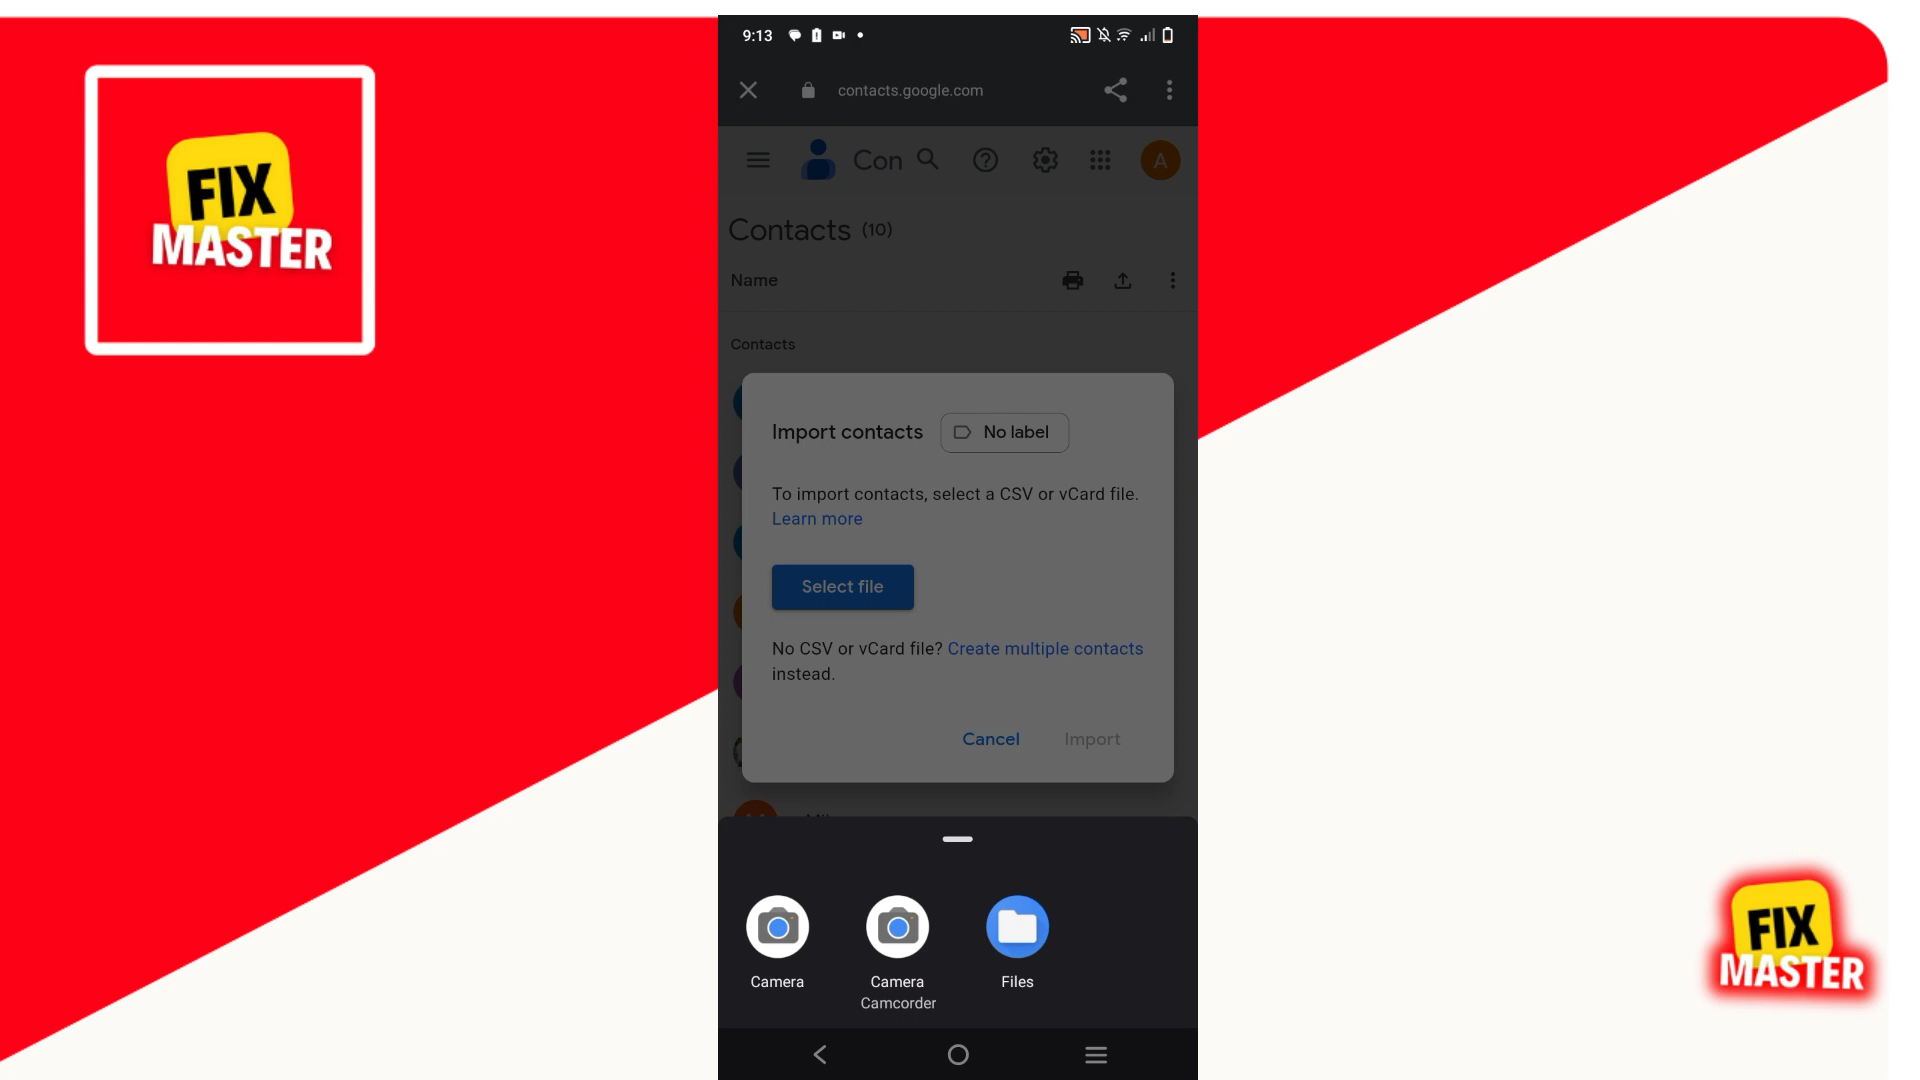 FIX
MASTER
9:13
contacts.google.com
Con
A
Contacts (10)
Name
Contacts
Import contacts
No label
To import contacts, select a CSV or vCard file.
Learn more
Select file
No CSV or vCard file? Create multiple contacts
instead.
Cancel
Import
Camera
Camera
Camcorder
Files
FIX
MASTER